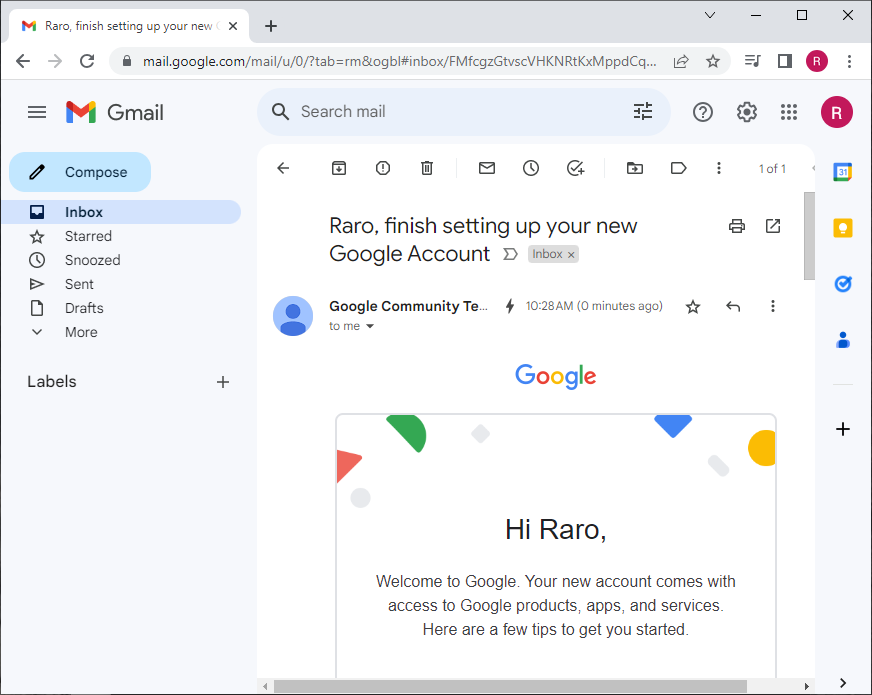 Raro, finish setting up your new
mail.google.com/mail/u/0/?tab=rm&ogbl#inbox/FMfcgzGtvscVHKNRtKxMppdCq...
R
Gmail
Search mail
R
Compose
1 of 1
31
Inbox
Starred
Snoozed
Sent
Drafts
More
Labels
Raro, finish setting up your new
Google Account
Inbox ×
Google Community Te...
10:28 AM (0 minutes ago)
to me
Google
Hi Raro,
Welcome to Google. Your new account comes with
access to Google products, apps, and services.
Here are a few tips to get you started.